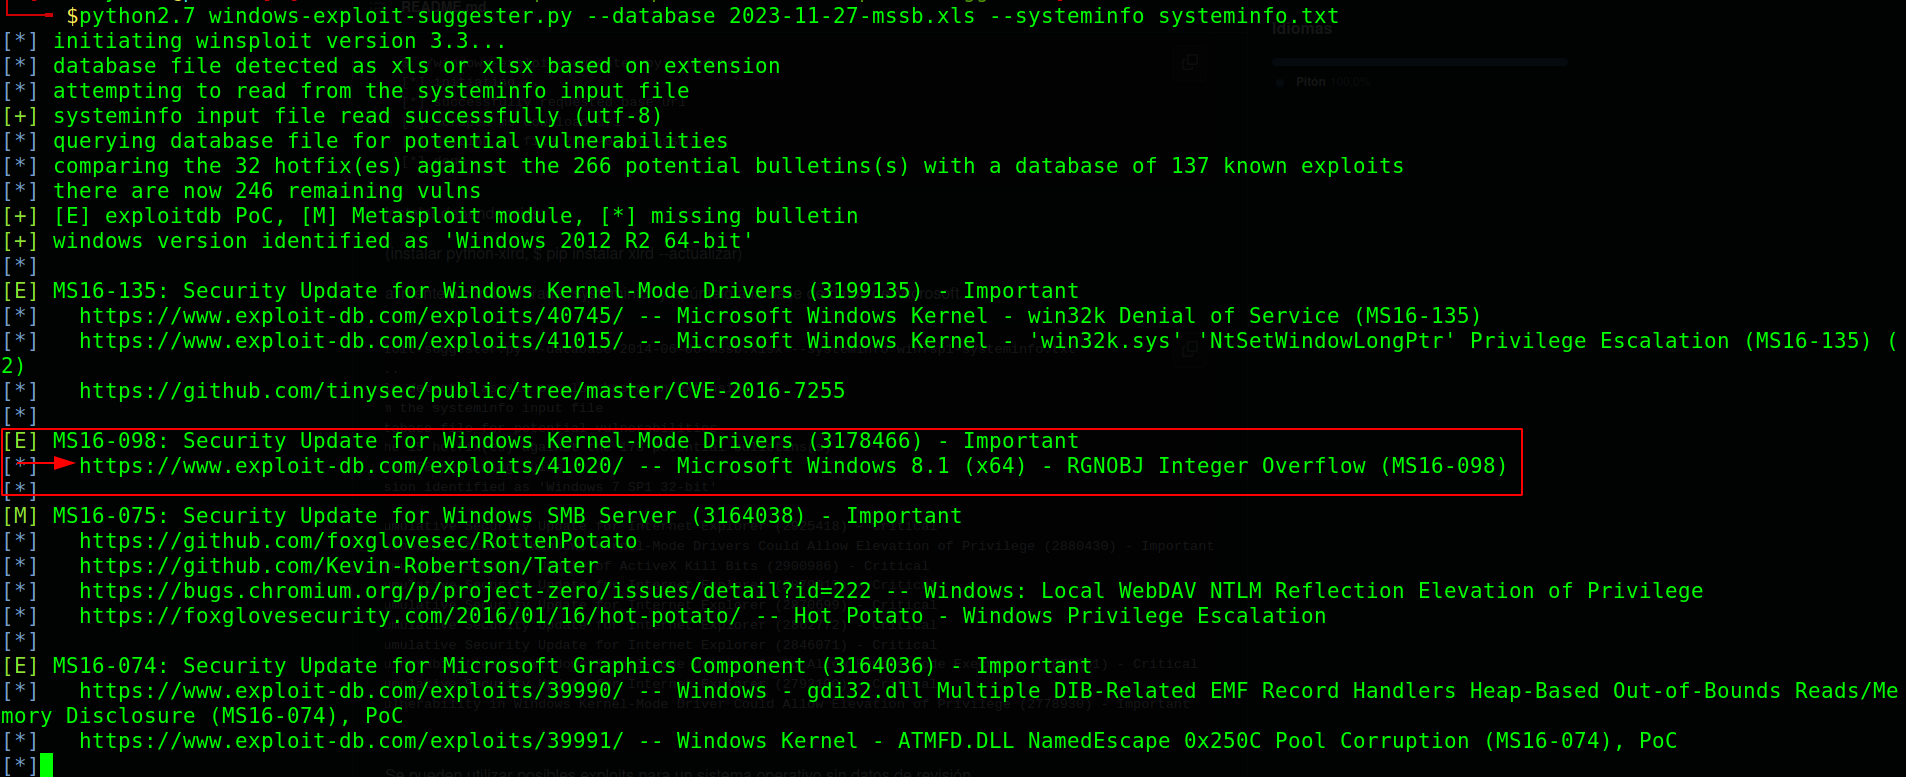 $python2.7 windows-exploit-suggester.py --database 2023-11-27-mssb.xls --systeminfo systeminfo.txt
[*] initiating winsploit version 3.3...
[*] database file detected as xls or xlsx based on extension
[*] attempting to read from the systeminfo input file
[+] systeminfo input file read successfully (utf-8)
[*] querying database file for potential vulnerabilities
[*] comparing the 32 hotfix(es) against the 266 potential bulletins(s) with a database of 137 known exploits
[*] there are now 246 remaining vulns
[+] [E] exploitdb PoC, [M] Metasploit module, [*] missing bulletin
[+] windows version identified as 'Windows 2012 R2 64-bit'
[*]
[E] MS16-135: Security Update for Windows Kernel-Mode Drivers (3199135) - Important
[*]   https://www.exploit-db.com/exploits/40745/ -- Microsoft Windows Kernel - win32k Denial of Service (MS16-135)
[*]   https://www.exploit-db.com/exploits/41015/ -- Microsoft Windows Kernel - 'win32k.sys' 'NtSetWindowLongPtr' Privilege Escalation (MS16-135) (
2)
[*]   https://github.com/tinysec/public/tree/master/CVE-2016-7255
[*]
[E] MS16-098: Security Update for Windows Kernel-Mode Drivers (3178466) - Important
[*]   https://www.exploit-db.com/exploits/41020/ -- Microsoft Windows 8.1 (x64) - RGNOBJ Integer Overflow (MS16-098)
[*]
[M] MS16-075: Security Update for Windows SMB Server (3164038) - Important
[*]   https://github.com/foxglovesec/RottenPotato
[*]   https://github.com/Kevin-Robertson/Tater
[*]   https://bugs.chromium.org/p/project-zero/issues/detail?id=222 -- Windows: Local WebDAV NTLM Reflection Elevation of Privilege
[*]   https://foxglovesecurity.com/2016/01/16/hot-potato/ -- Hot Potato - Windows Privilege Escalation
[*]
[E] MS16-074: Security Update for Microsoft Graphics Component (3164036) - Important
[*]   https://www.exploit-db.com/exploits/39990/ -- Windows - gdi32.dll Multiple DIB-Related EMF Record Handlers Heap-Based Out-of-Bounds Reads/Me
mory Disclosure (MS16-074), PoC
[*]   https://www.exploit-db.com/exploits/39991/ -- Windows Kernel - ATMFD.DLL NamedEscape 0x250C Pool Corruption (MS16-074), PoC
[*]
Idiomas
Pitón 100,0%